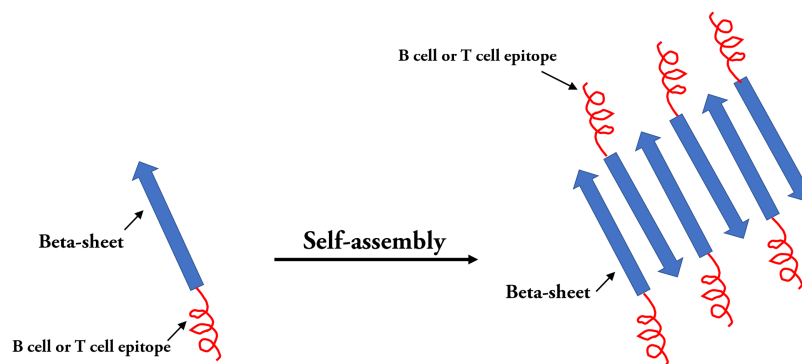 B cell or T cell epitope
Beta-sheet
Self-assembly
Beta-sheet
B cell or T cell epitope